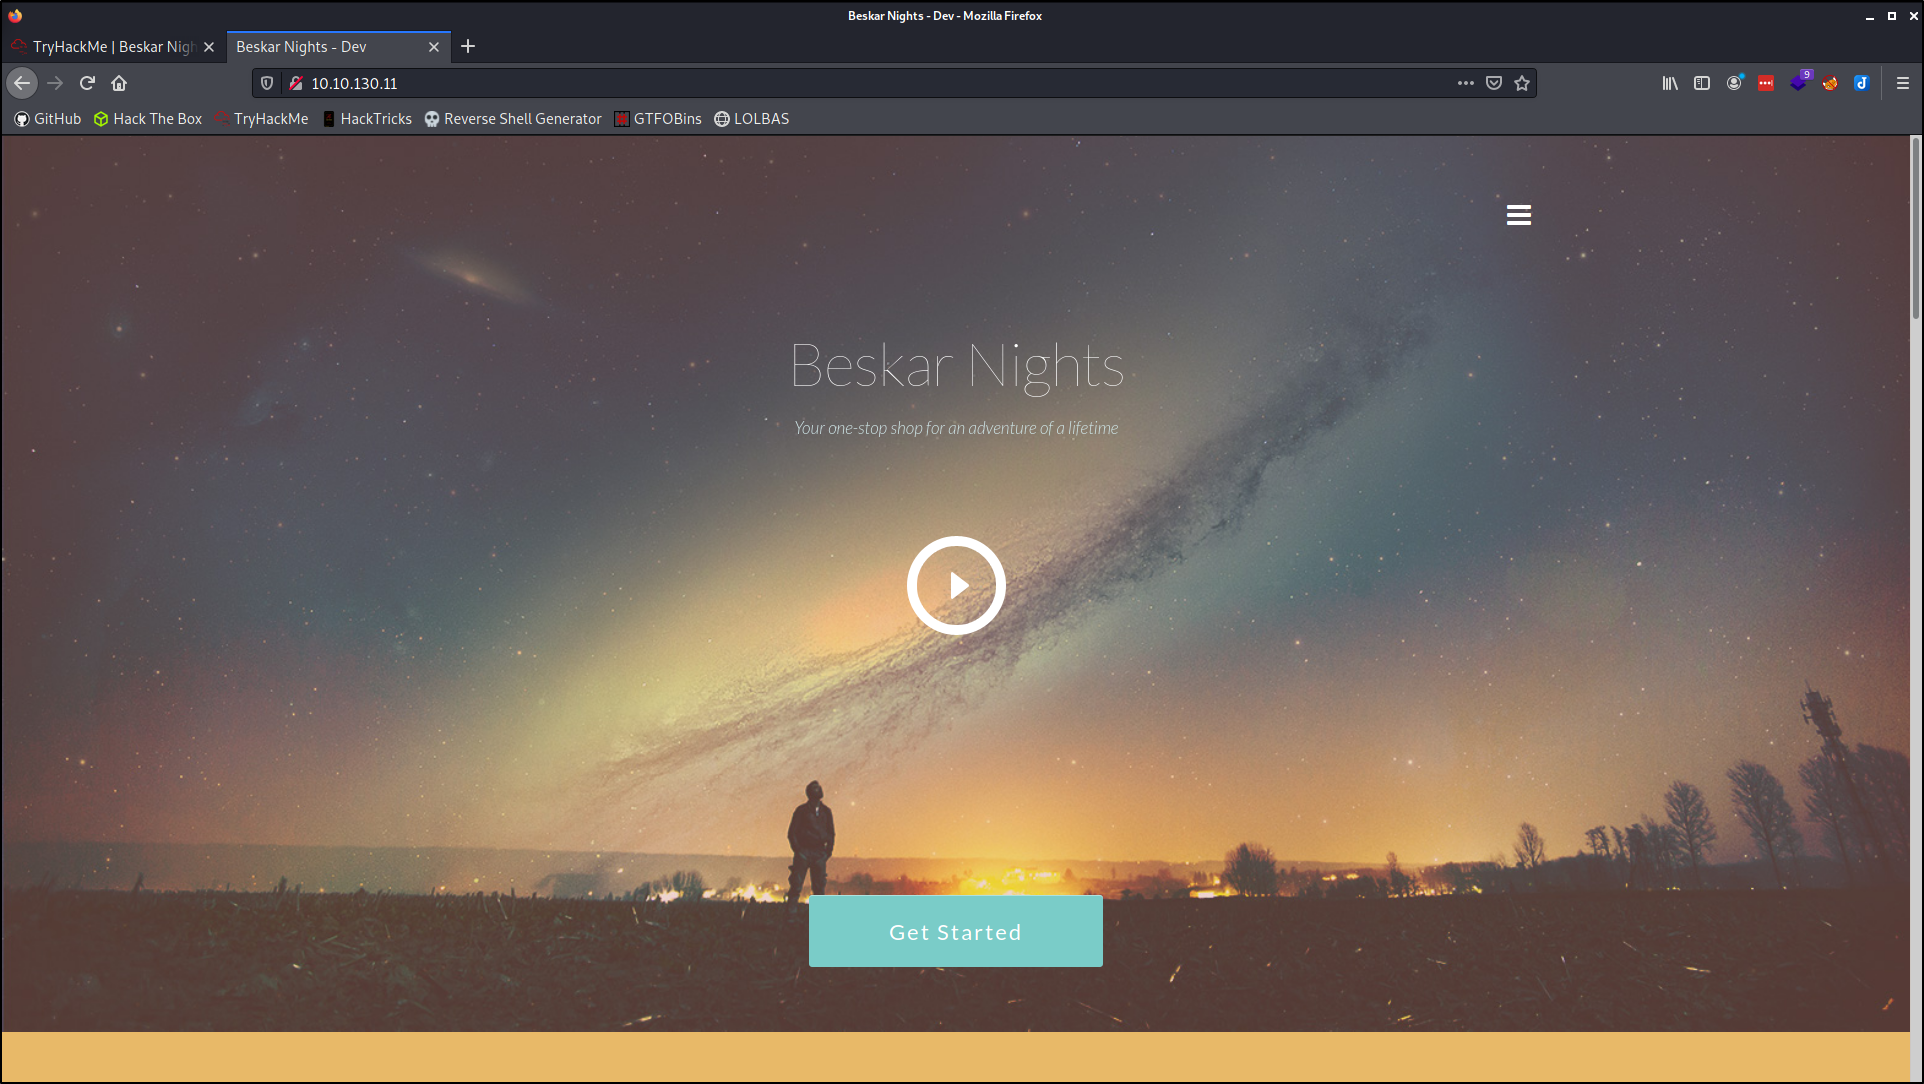 Beskar Nights - Dev - Mozilla Firefox
TryHackMe | Beskar Nigh
Beskar Nights - Dev
10.10.130.11
9
GitHub
Hack The Box
TryHackMe
HackTricks
Reverse Shell Generator
GTFOBins
LOLBAS
Beskar Nights
Your one-stop shop for an adventure of a lifetime
Get Started